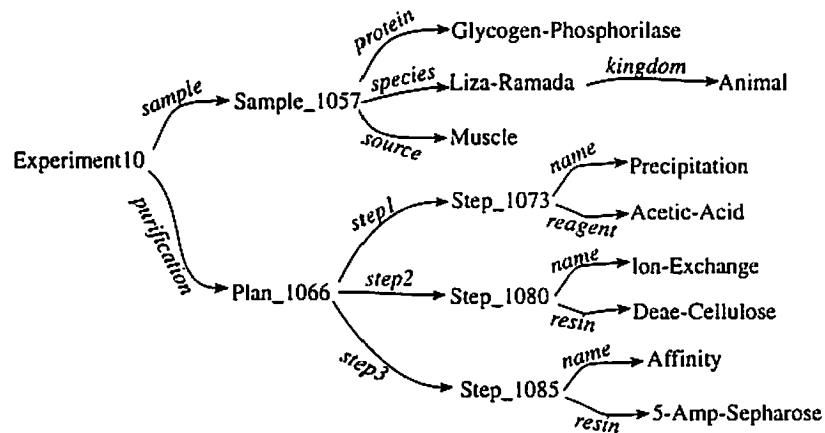 protein
Glycogen-Phosphorilase
species
Liza-Ramada
kingdom
Animal
sample
Sample_1057
source
Muscle
Experiment10
name
Precipitation
step1
Step_1073
reagent
Acetic-Acid
purification
name
Ion-Exchange
Plan_1066
step2
Step_1080
resin
Deae-Cellulose
step3
name
Affinity
Step_1085
resin
5-Amp-Sepharose